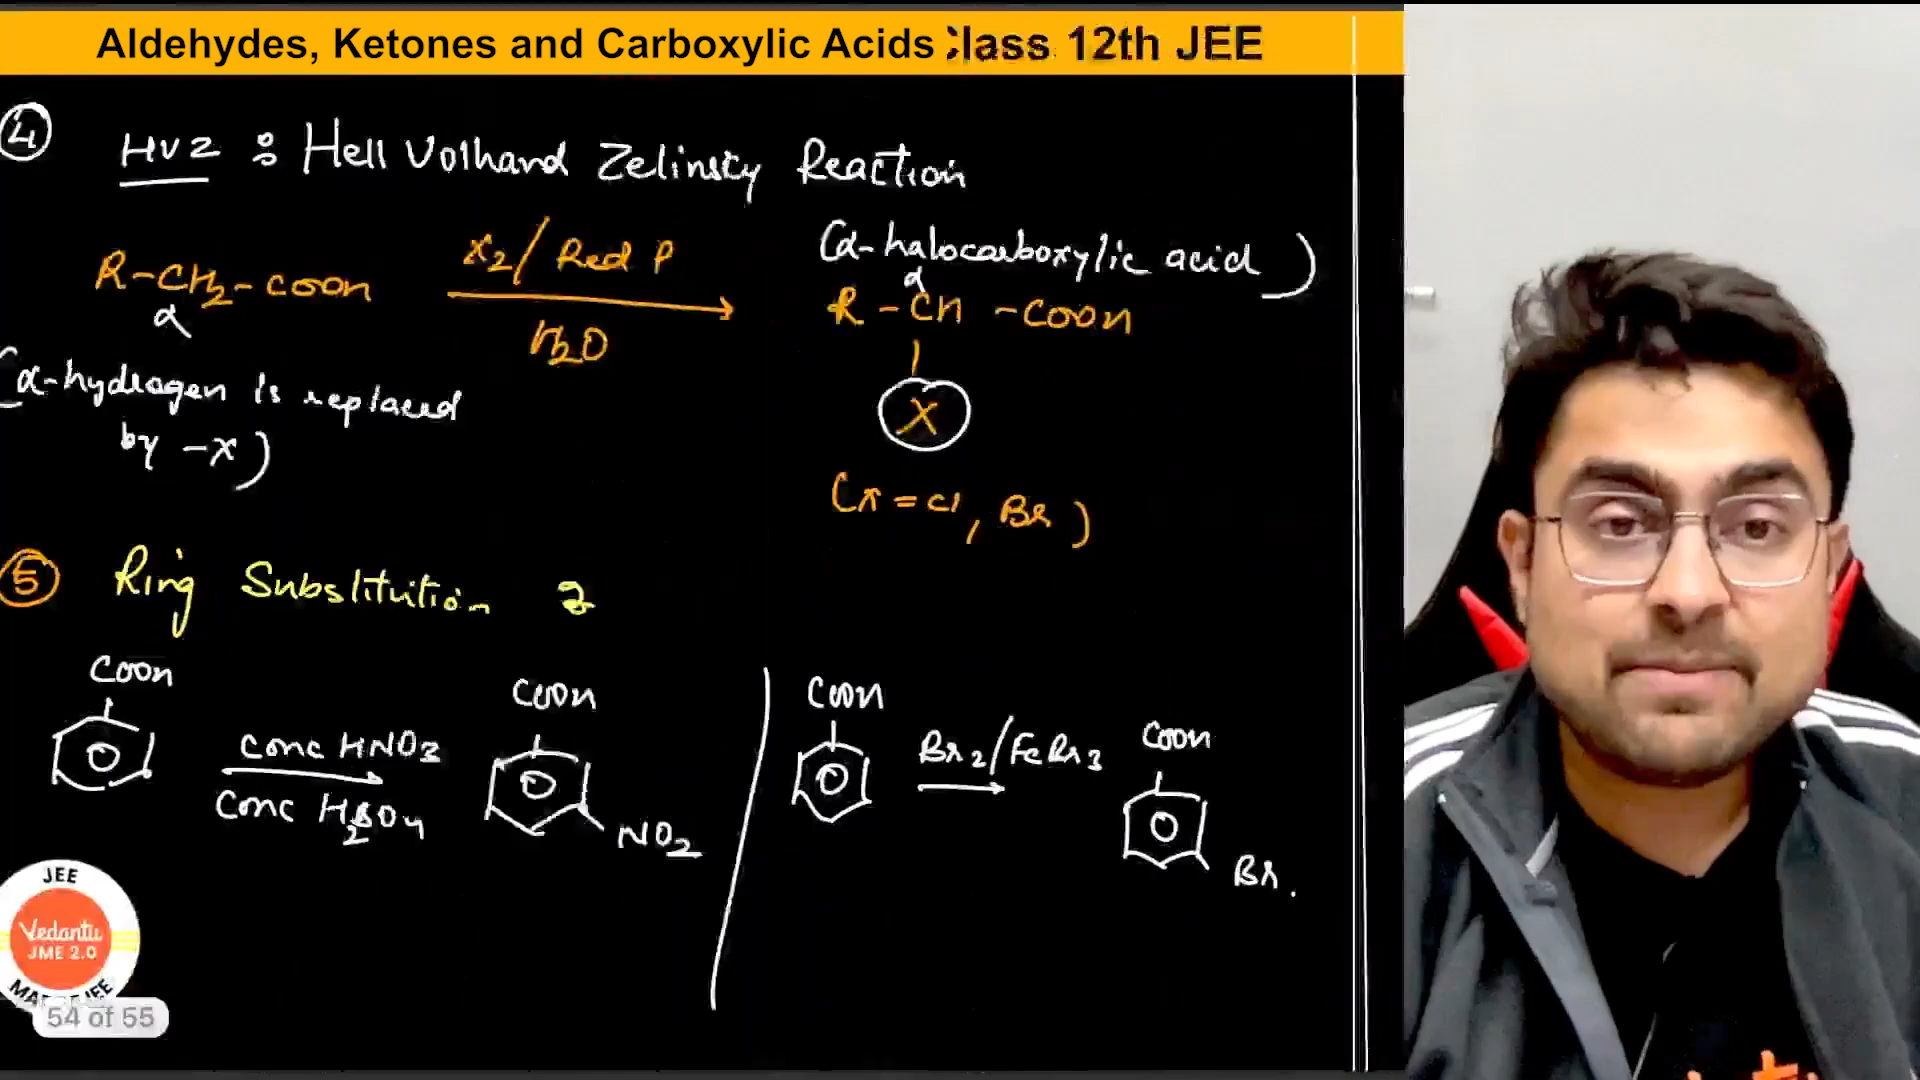 Aldehydes, Ketones and Carboxylic Acids Class 12th JEE
4 HVZ : Hell Volhard Zelinsky Reaction
R-CH2-COOH X2/Red P H2O
α
(α-halocarboxylic acid)
α
R-CH-COOH
X
(α-hydrogen is replaced
by -X)
(X = Cl, Br)
5 Ring Substitution :
COOH
Conc HNO3
Conc H2SO4
COOH
NO2
COOH
Br2/FeBr3
COOH
Br.
JEE
Vedantu
JME 2.0
54 of 55